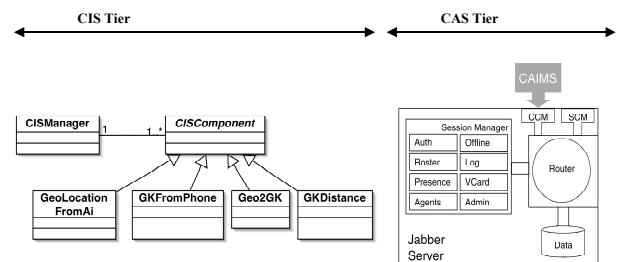 CIS Tier
CAS Tier
CAIMS
CISManager
1
1..*
CISComponent
GeoLocation
FromAi
GKFromPhone
Geo2GK
GKDistance
CCM
SCM
Session Manager
Auth
Offline
Roster
Log
Presence
VCard
Agents
Admin
Router
Jabber
Server
Data